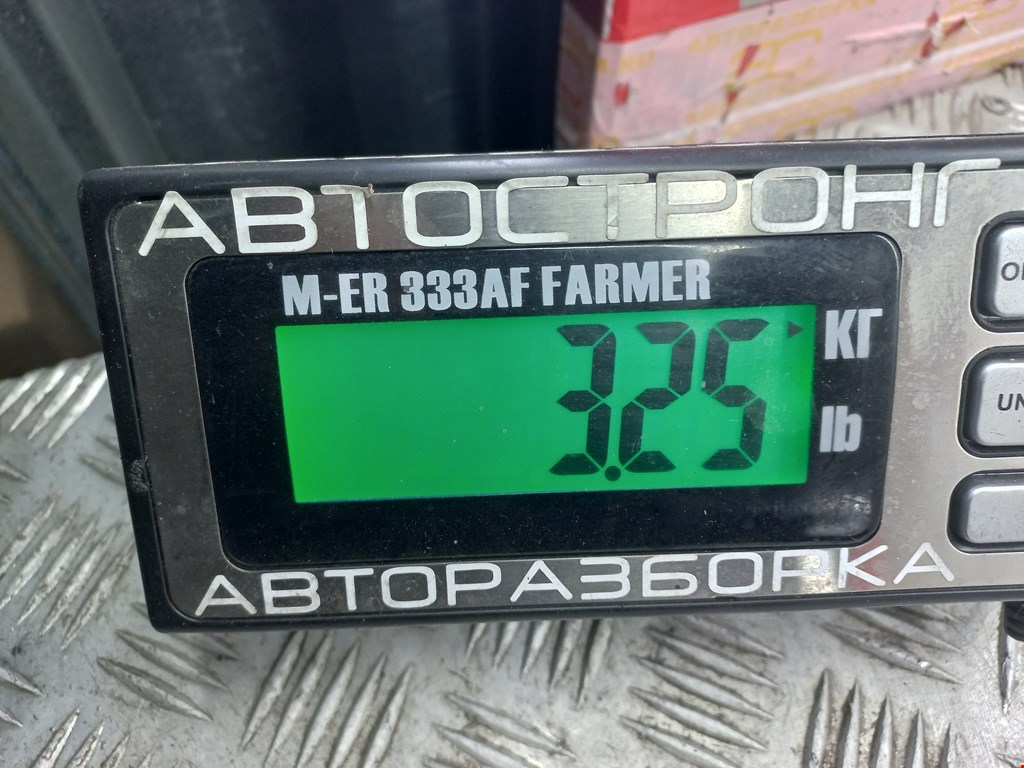 АВТОСТРОНГ
M-ER 333AF FARMER
3.25
КГ
lb
АВТОРАЗБОРКА